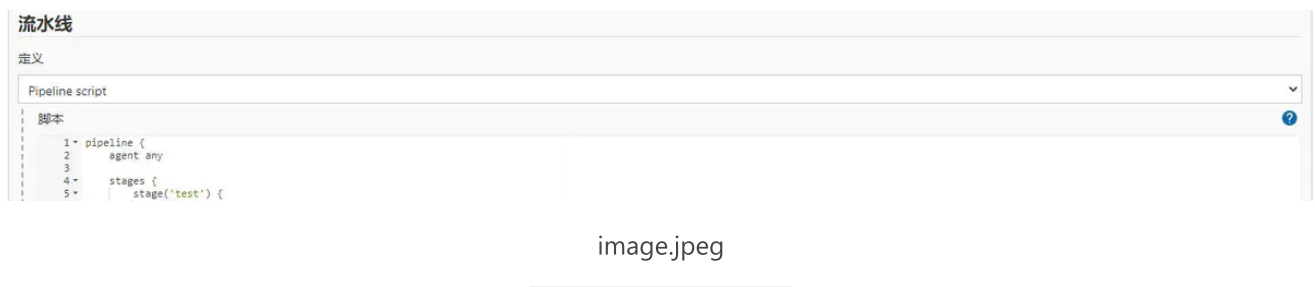 流水线
定义
Pipeline script
脚本
?
1 pipeline {
2 agent any
3
4 stages {
5 stage('test') {
image.jpeg